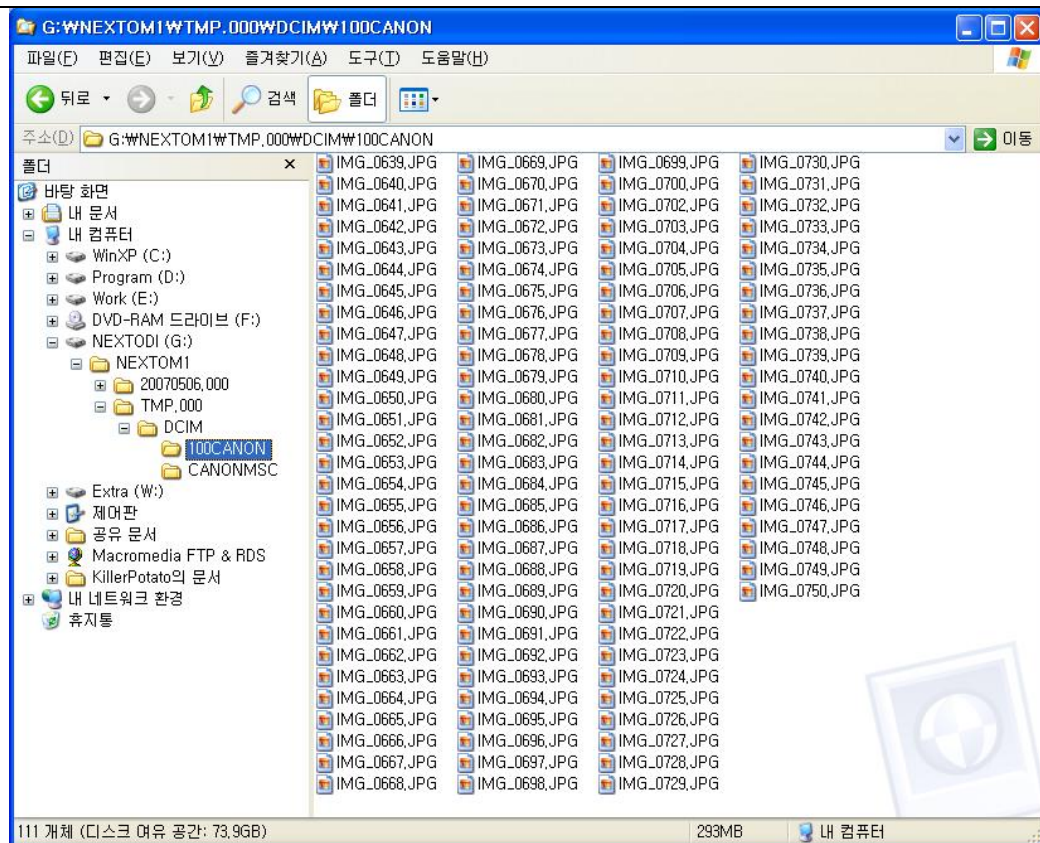 G:₩NEXTOM1₩TMP.000₩DCIM₩100CANON
파일(F) 편집(E) 보기(V) 즐겨찾기(A) 도구(T) 도움말(H)
뒤로 검색 폴더
주소(D) G:₩NEXTOM1₩TMP.000₩DCIM₩100CANON 이동
폴더 x
바탕 화면
내 문서
내 컴퓨터
WinXP (C:)
Program (D:)
Work (E:)
DVD-RAM 드라이브 (F:)
NEXTODI (G:)
NEXTOM1
20070506.000
TMP.000
DCIM
100CANON
CANONMSC
Extra (W:)
제어판
공유 문서
Macromedia FTP & RDS
KillerPotato의 문서
내 네트워크 환경
휴지통
IMG_0639.JPG IMG_0669.JPG IMG_0699.JPG IMG_0730.JPG
IMG_0640.JPG IMG_0670.JPG IMG_0700.JPG IMG_0731.JPG
IMG_0641.JPG IMG_0671.JPG IMG_0702.JPG IMG_0732.JPG
IMG_0642.JPG IMG_0672.JPG IMG_0703.JPG IMG_0733.JPG
IMG_0643.JPG IMG_0673.JPG IMG_0704.JPG IMG_0734.JPG
IMG_0644.JPG IMG_0674.JPG IMG_0705.JPG IMG_0735.JPG
IMG_0645.JPG IMG_0675.JPG IMG_0706.JPG IMG_0736.JPG
IMG_0646.JPG IMG_0676.JPG IMG_0707.JPG IMG_0737.JPG
IMG_0647.JPG IMG_0677.JPG IMG_0708.JPG IMG_0738.JPG
IMG_0648.JPG IMG_0678.JPG IMG_0709.JPG IMG_0739.JPG
IMG_0649.JPG IMG_0679.JPG IMG_0710.JPG IMG_0740.JPG
IMG_0650.JPG IMG_0680.JPG IMG_0711.JPG IMG_0741.JPG
IMG_0651.JPG IMG_0681.JPG IMG_0712.JPG IMG_0742.JPG
IMG_0652.JPG IMG_0682.JPG IMG_0713.JPG IMG_0743.JPG
IMG_0653.JPG IMG_0683.JPG IMG_0714.JPG IMG_0744.JPG
IMG_0654.JPG IMG_0684.JPG IMG_0715.JPG IMG_0745.JPG
IMG_0655.JPG IMG_0685.JPG IMG_0716.JPG IMG_0746.JPG
IMG_0656.JPG IMG_0686.JPG IMG_0717.JPG IMG_0747.JPG
IMG_0657.JPG IMG_0687.JPG IMG_0718.JPG IMG_0748.JPG
IMG_0658.JPG IMG_0688.JPG IMG_0719.JPG IMG_0749.JPG
IMG_0659.JPG IMG_0689.JPG IMG_0720.JPG IMG_0750.JPG
IMG_0660.JPG IMG_0690.JPG IMG_0721.JPG
IMG_0661.JPG IMG_0691.JPG IMG_0722.JPG
IMG_0662.JPG IMG_0692.JPG IMG_0723.JPG
IMG_0663.JPG IMG_0693.JPG IMG_0724.JPG
IMG_0664.JPG IMG_0694.JPG IMG_0725.JPG
IMG_0665.JPG IMG_0695.JPG IMG_0726.JPG
IMG_0666.JPG IMG_0696.JPG IMG_0727.JPG
IMG_0667.JPG IMG_0697.JPG IMG_0728.JPG
IMG_0668.JPG IMG_0698.JPG IMG_0729.JPG
111 개체 (디스크 여유 공간: 73.9GB) 293MB 내 컴퓨터